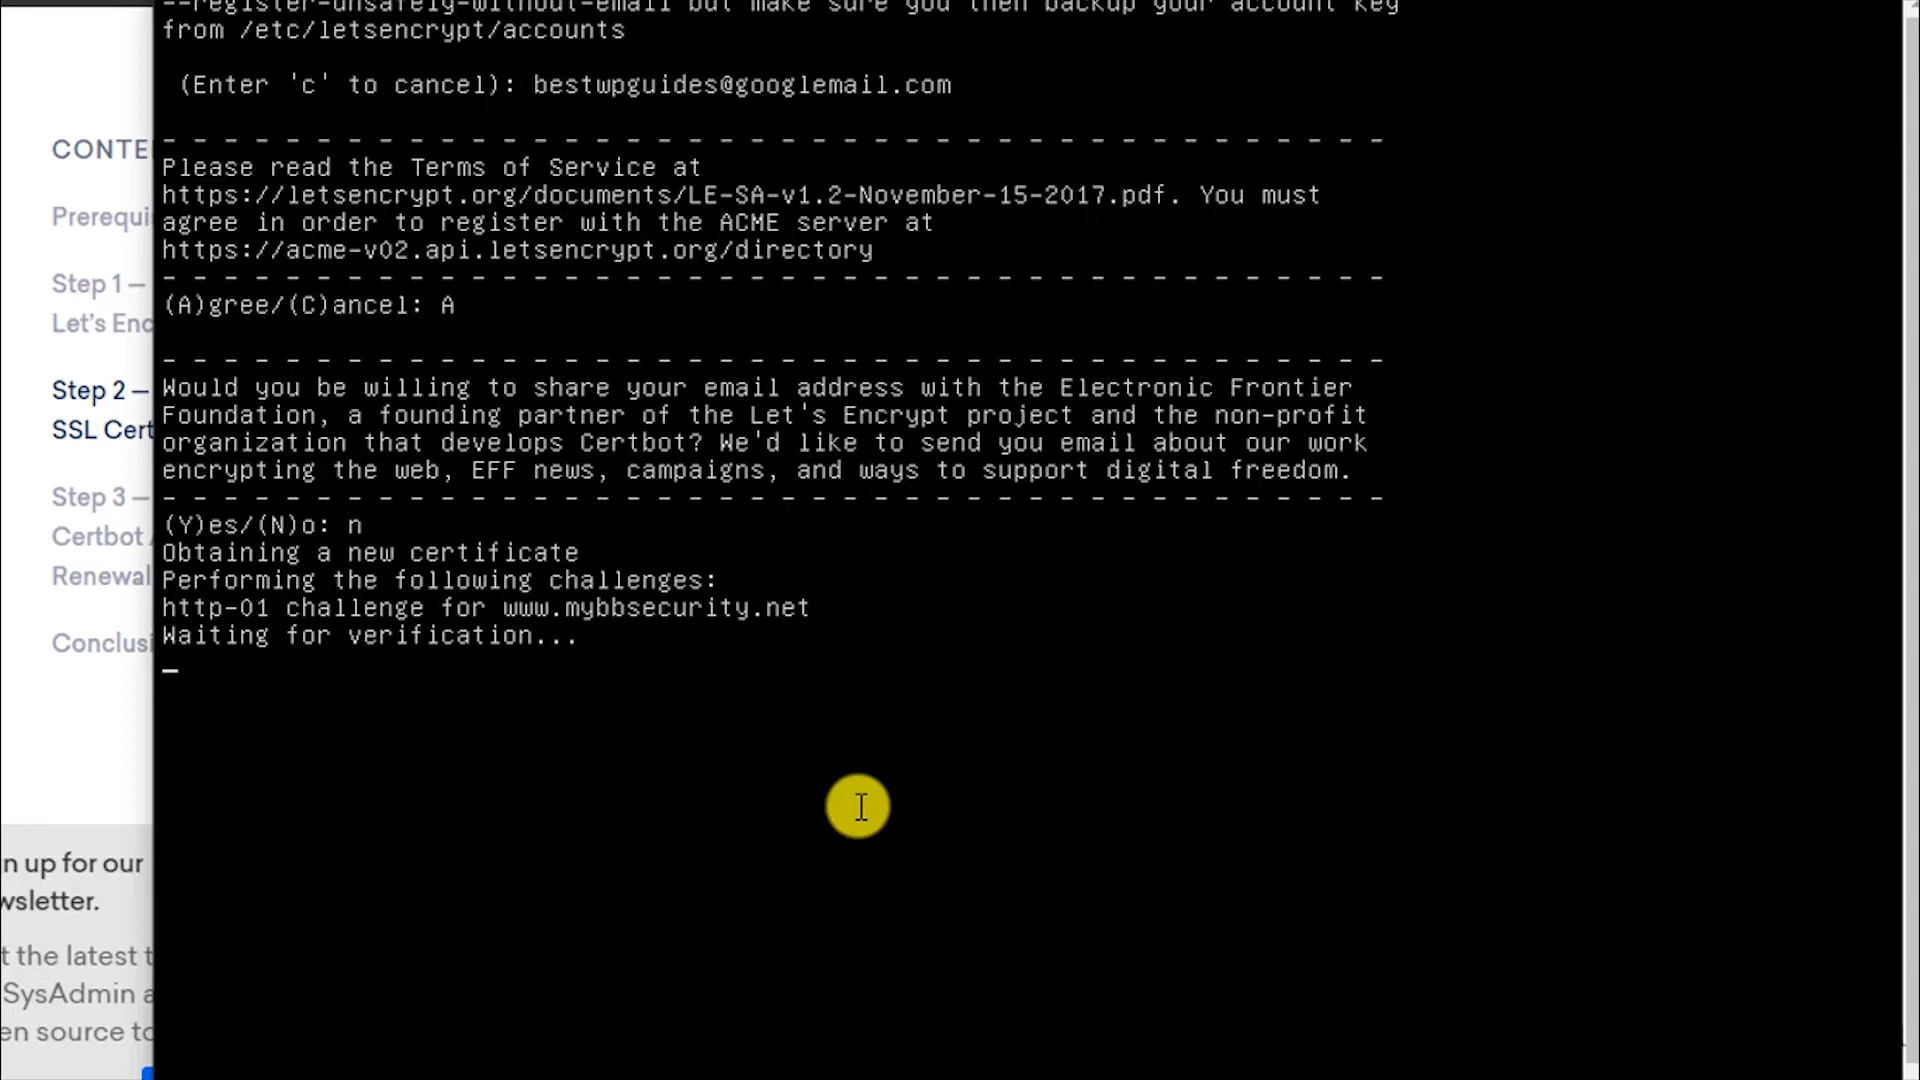 --register-unsafely-without-email but make sure you then backup your account key
from /etc/letsencrypt/accounts
(Enter 'c' to cancel): bestwpguides@googlemail.com
- - - - - - - - - - - - - - - - - - - - - - - - - - - - - - - - - - - - - - - -
Please read the Terms of Service at
https://letsencrypt.org/documents/LE-SA-v1.2-November-15-2017.pdf. You must
agree in order to register with the ACME server at
https://acme-v02.api.letsencrypt.org/directory
- - - - - - - - - - - - - - - - - - - - - - - - - - - - - - - - - - - - - - - -
(A)gree/(C)ancel: A
- - - - - - - - - - - - - - - - - - - - - - - - - - - - - - - - - - - - - - - -
Would you be willing to share your email address with the Electronic Frontier
Foundation, a founding partner of the Let's Encrypt project and the non-profit
organization that develops Certbot? We'd like to send you email about our work
encrypting the web, EFF news, campaigns, and ways to support digital freedom.
- - - - - - - - - - - - - - - - - - - - - - - - - - - - - - - - - - - - - - - -
(Y)es/(N)o: n
Obtaining a new certificate
Performing the following challenges:
http-01 challenge for www.mybbsecurity.net
Waiting for verification...
_
CONTE
Prerequi
Step 1 —
Let's Enc
Step 2 —
SSL Cert
Step 3 —
Certbot
Renewal
Conclusi
n up for our
wsletter.
t the latest t
SysAdmin a
en source to